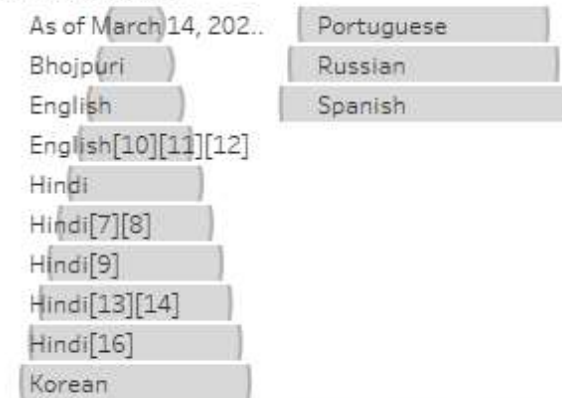 As of March 14, 202..
Bhojpuri
English
English[10][11][12]
Hindi
Hindi[7][8]
Hindi[9]
Hindi[13][14]
Hindi[16]
Korean
Portuguese
Russian
Spanish